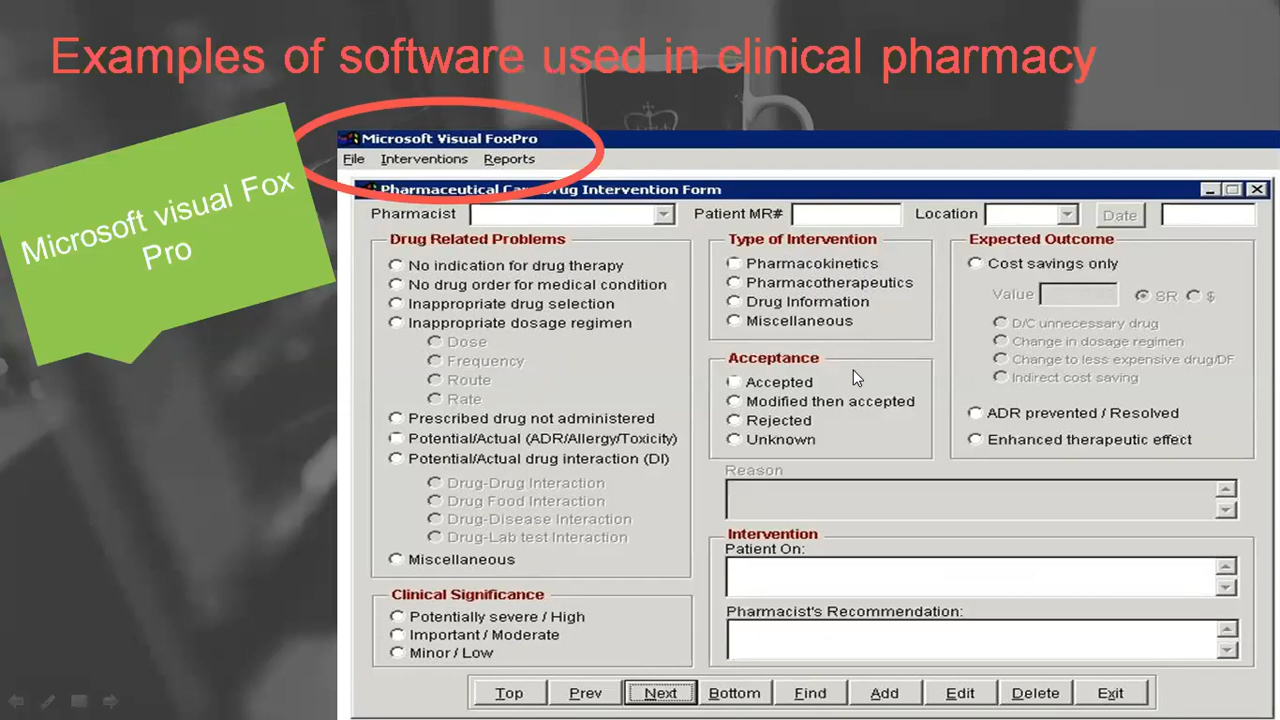 Examples of software used in clinical pharmacy
Microsoft visual Fox
Pro
Microsoft Visual FoxPro
File Interventions Reports
Drug Intervention Form
Pharmacist
Patient MR#
Location
Date
Drug Related Problems
No indication for drug therapy
No drug order for medical condition
Inappropriate drug selection
Inappropriate dosage regimen
Dose
Frequency
Route
Rate
Prescribed drug not administered
Potential/Actual (ADR/Allergy/Toxicity)
Potential/Actual drug interaction (DI)
Drug-Drug Interaction
Drug Food Interaction
Drug-Disease Interaction
Drug-Lab test Interaction
Miscellaneous
Clinical Significance
Potentially severe / High
Important / Moderate
Minor / Low
Type of Intervention
Pharmacokinetics
Pharmacotherapeutics
Drug Information
Miscellaneous
Acceptance
Accepted
Modified then accepted
Rejected
Unknown
Expected Outcome
Cost savings only
Value SR $
D/C unnecessary drug
Change in dosage regimen
Change to less expensive drug/DF
Indirect cost saving
ADR prevented / Resolved
Enhanced therapeutic effect
Reason
Intervention
Patient On:
Pharmacist's Recommendation:
Top Prev Next Bottom Find Add Edit Delete Exit